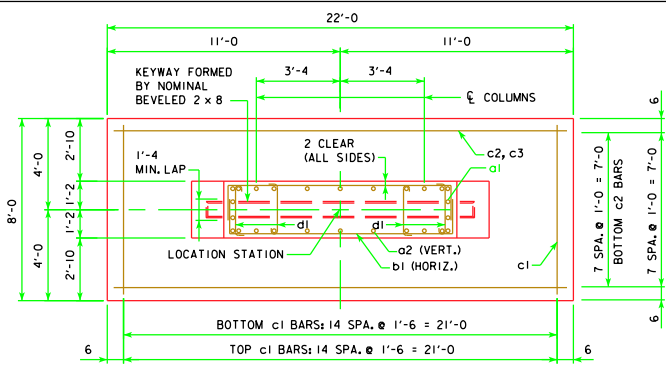 22'-0
11'-0
11'-0
KEYWAY FORMED
BY NOMINAL
BEVELED 2 x 8
3'-4
3'-4
℄ COLUMNS
6
8'-0
4'-0
4'-0
2'-10
1'-2
1'-2
2'-10
1'-4
MIN. LAP
2 CLEAR
(ALL SIDES)
c2, c3
a1
d1
d1
LOCATION STATION
a2 (VERT.)
b1 (HORIZ.)
c1
7 SPA. @ 1'-0 = 7'-0
BOTTOM c2 BARS
7 SPA. @ 1'-0 = 7'-0
6
6
BOTTOM c1 BARS: 14 SPA. @ 1'-6 = 21'-0
TOP c1 BARS: 14 SPA. @ 1'-6 = 21'-0
6
6